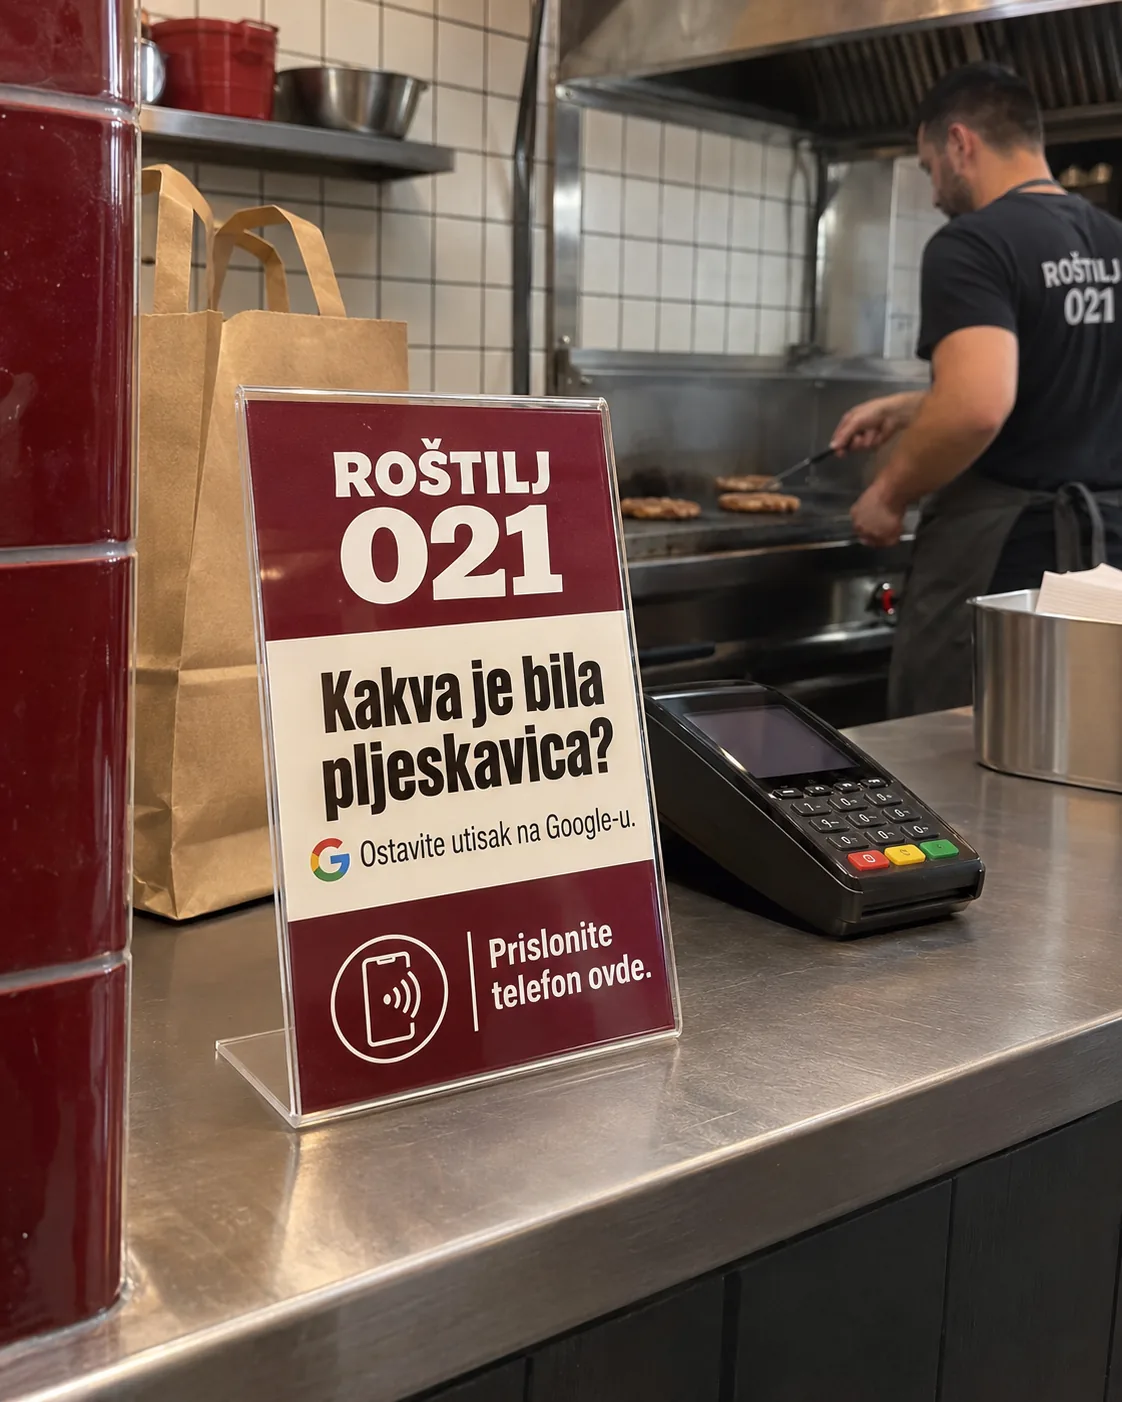 ROŠTILJ
021
Kakva je bila
pljeskavica?
G Ostavite utisak na Google-u.
Prislonite
telefon ovde.
ROŠTILJ
021